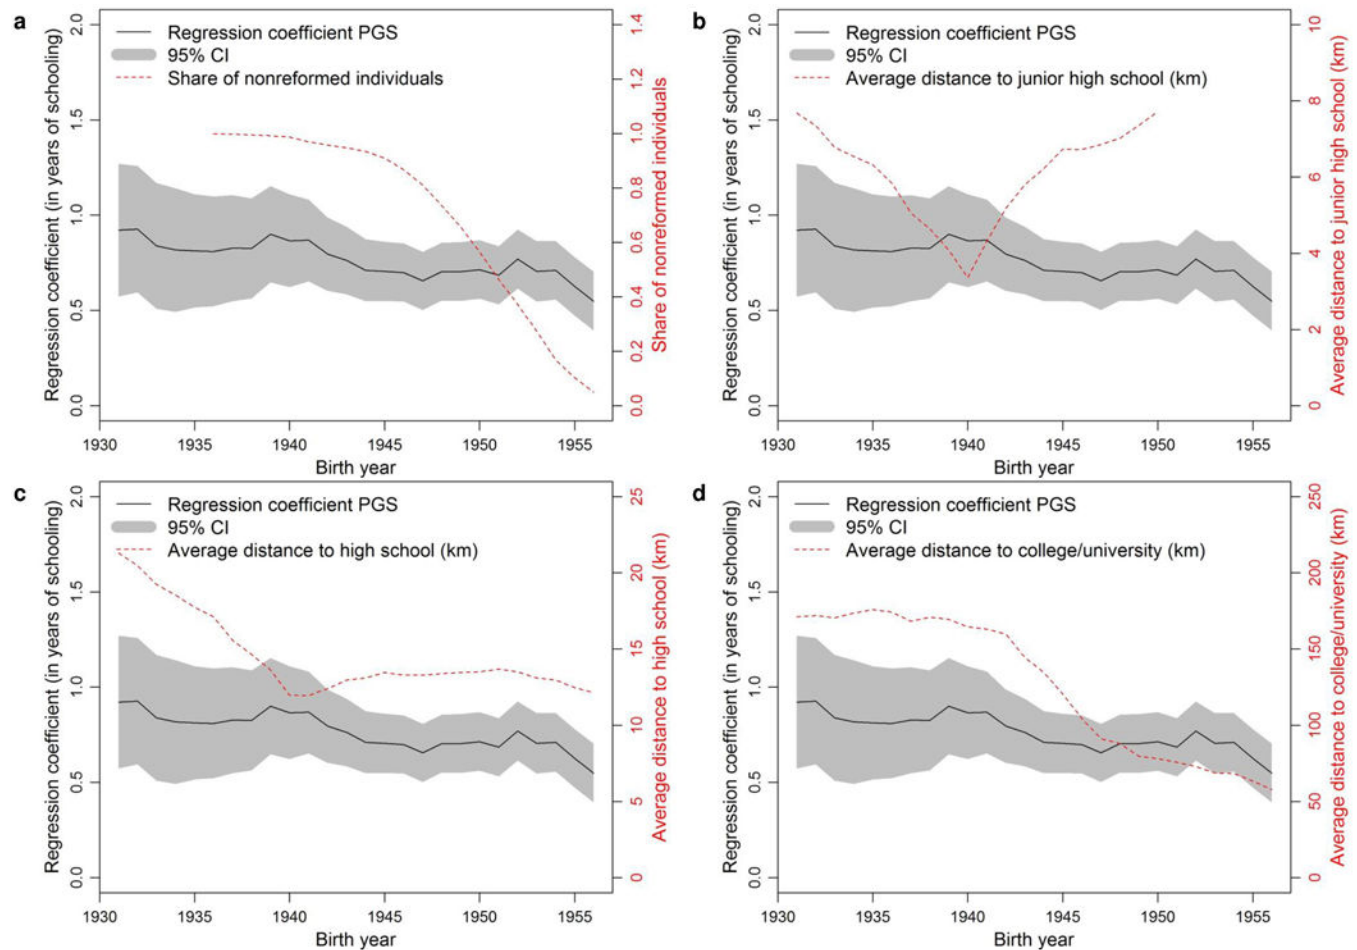 a
Regression coefficient PGS
95% CI
Share of nonreformed individuals
Regression coefficient (in years of schooling)
2.0
1.5
1.0
0.5
0.0
1.4
1.2
1.0
0.8
0.6
0.4
0.2
0.0
Share of nonreformed individuals
1930 1935 1940 1945 1950 1955
Birth year
b
Regression coefficient PGS
95% CI
Average distance to junior high school (km)
Regression coefficient (in years of schooling)
2.0
1.5
1.0
0.5
0.0
10
8
6
4
2
0
Average distance to junior high school (km)
1930 1935 1940 1945 1950 1955
Birth year
c
Regression coefficient PGS
95% CI
Average distance to high school (km)
Regression coefficient (in years of schooling)
2.0
1.5
1.0
0.5
0.0
25
20
15
10
5
0
Average distance to high school (km)
1930 1935 1940 1945 1950 1955
Birth year
d
Regression coefficient PGS
95% CI
Average distance to college/university (km)
Regression coefficient (in years of schooling)
2.0
1.5
1.0
0.5
0.0
250
200
150
100
50
0
Average distance to college/university (km)
1930 1935 1940 1945 1950 1955
Birth year